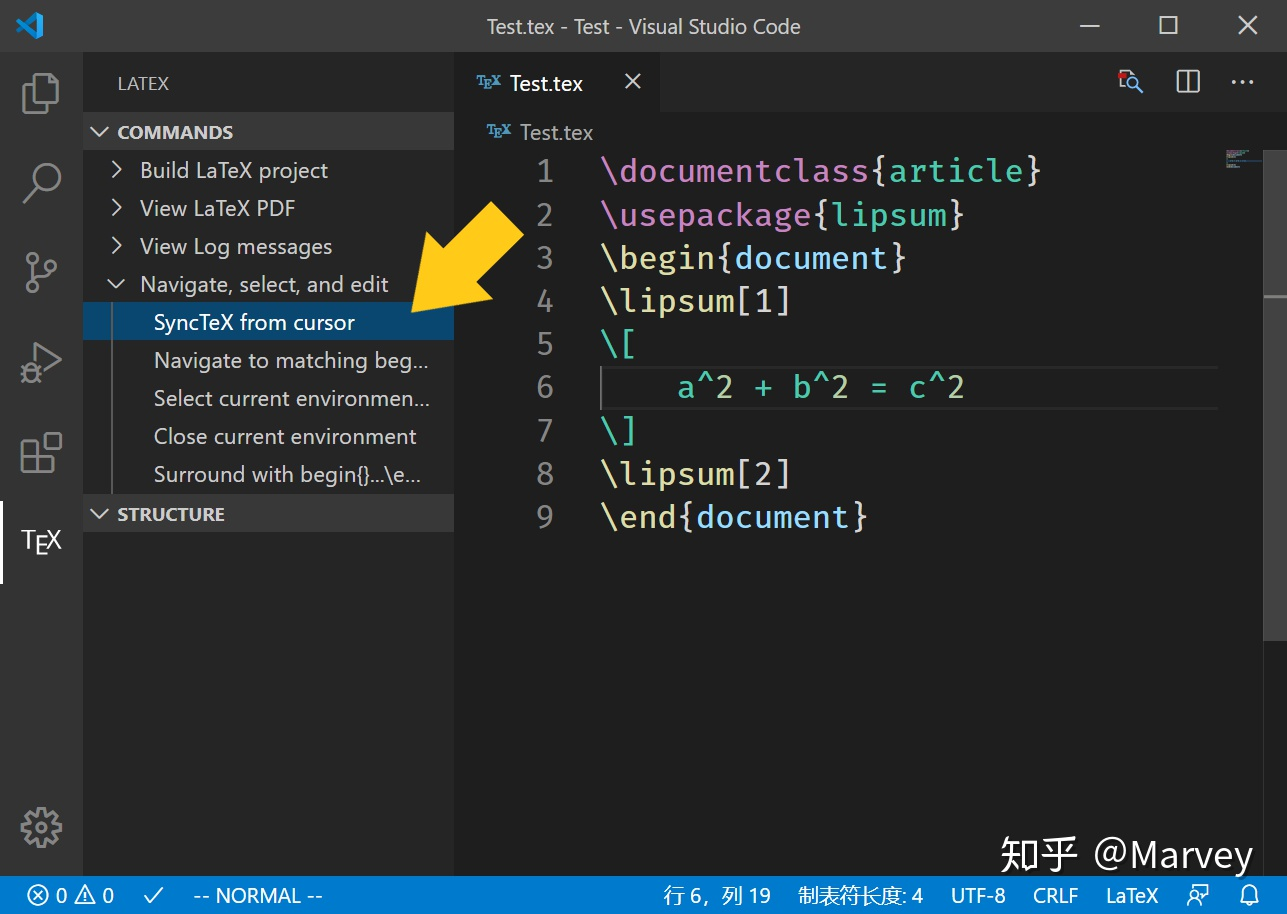 Test.tex - Test - Visual Studio Code
LATEX
COMMANDS
Build LaTeX project
View LaTeX PDF
View Log messages
Navigate, select, and edit
SyncTeX from cursor
Navigate to matching beg...
Select current environmen...
Close current environment
Surround with begin{}...\e...
STRUCTURE
TEX
TEX Test.tex
TEX Test.tex
1 \documentclass{article}
2 \usepackage{lipsum}
3 \begin{document}
4 \lipsum[1]
5 \[
6 a^2 + b^2 = c^2
7 \]
8 \lipsum[2]
9 \end{document}
知乎 @Marvey
0 0 -- NORMAL -- 行 6，列 19 制表符长度: 4 UTF-8 CRLF LaTeX